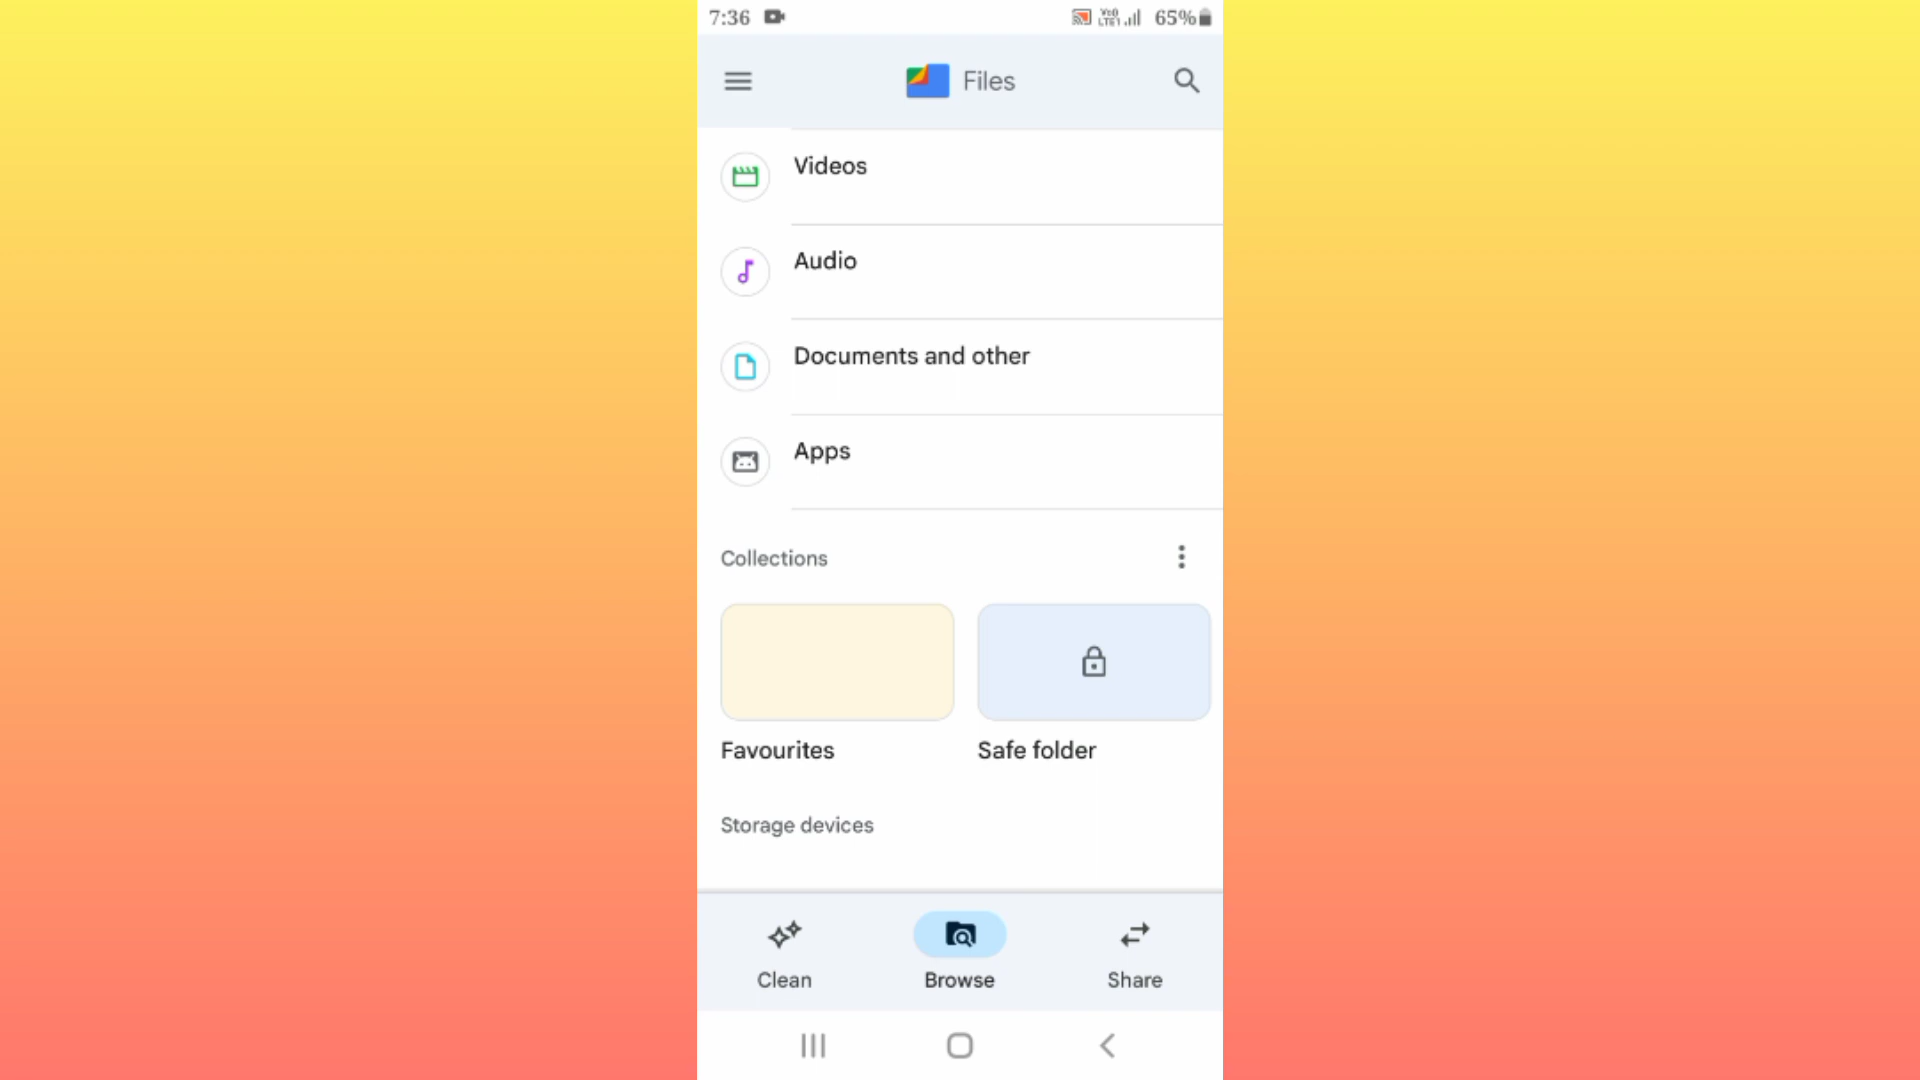 7:36 65%
Files
Videos
Audio
Documents and other
Apps
Collections
Favourites Safe folder
Storage devices
Clean Browse Share